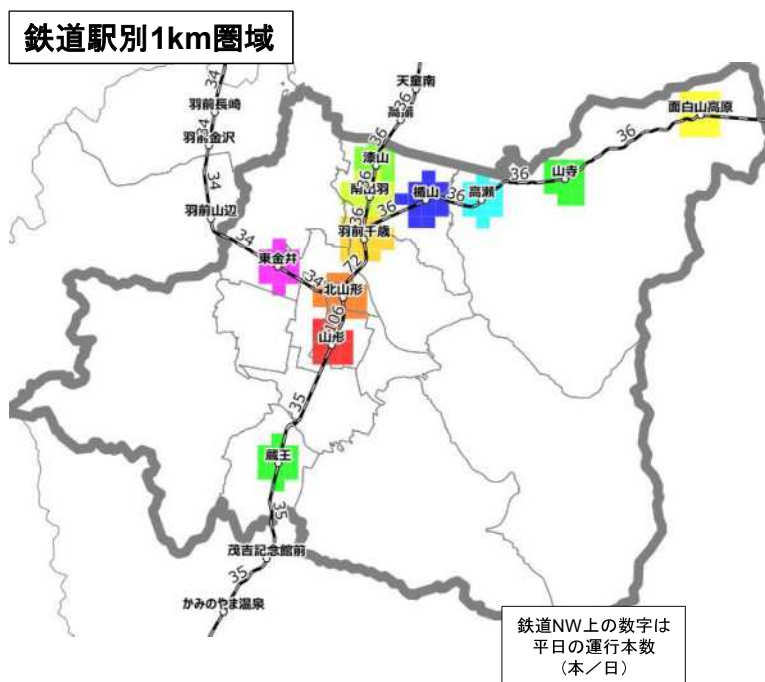 鉄道駅別1km圏域
34
天童南
羽前長崎
36
高擶
面白山高原
34
羽前金沢
36
36
漆山
36
山寺
34
36
南出羽
楯山
36
高瀬
羽前山辺
36
36
羽前千歳
34
東金井
72
34
北山形
106
山形
35
蔵王
35
茂吉記念館前
35
かみのやま温泉
鉄道NW上の数字は
平日の運行本数
(本／日)